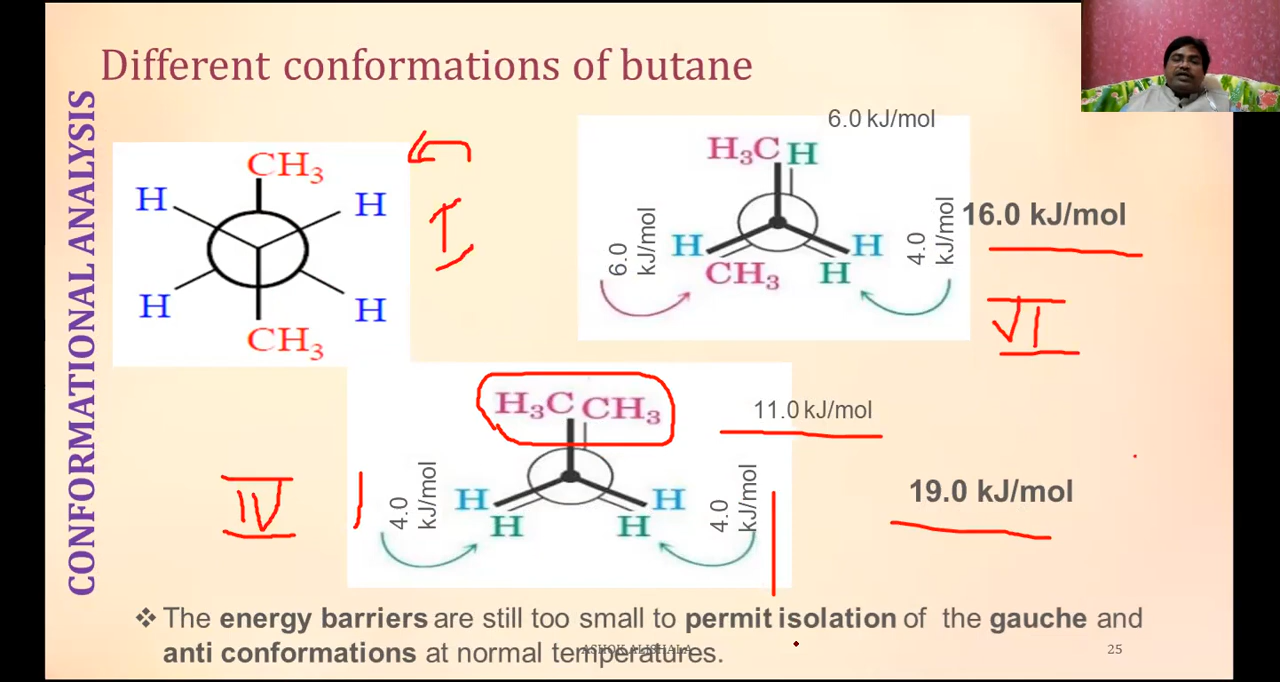 Different conformations of butane
CONFORMATIONAL ANALYSIS
CH3
H
H
H
H
CH3
I
6.0 kJ/mol
H3C H
6.0
kJ/mol
H
H
CH3
H
4.0
kJ/mol
16.0 kJ/mol
VI
H3C CH3
11.0 kJ/mol
IV
4.0
kJ/mol
H
H
H
H
4.0
kJ/mol
19.0 kJ/mol
❖ The energy barriers are still too small to permit isolation of the gauche and
anti conformations at normal temperatures.
25